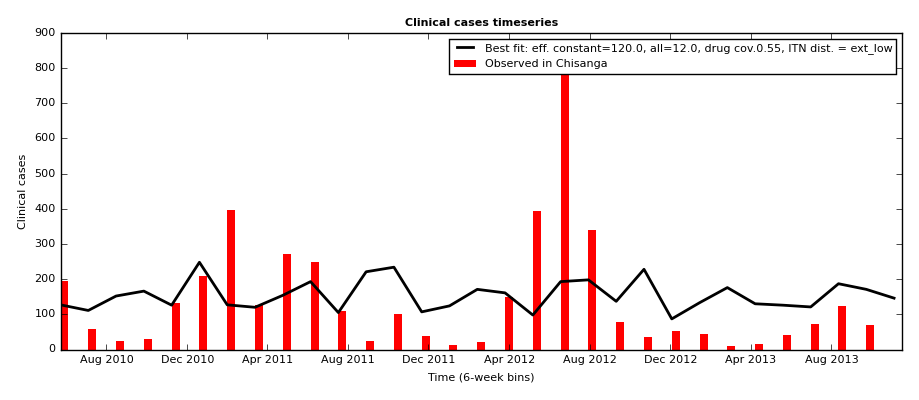 Clinical cases timeseries
Best fit: eff. constant=120.0, all=12.0, drug cov.0.55, ITN dist. = ext_low
Observed in Chisanga
900
800
700
600
500
400
300
200
100
0
Clinical cases
Aug 2010 Dec 2010 Apr 2011 Aug 2011 Dec 2011 Apr 2012 Aug 2012 Dec 2012 Apr 2013 Aug 2013
Time (6-week bins)